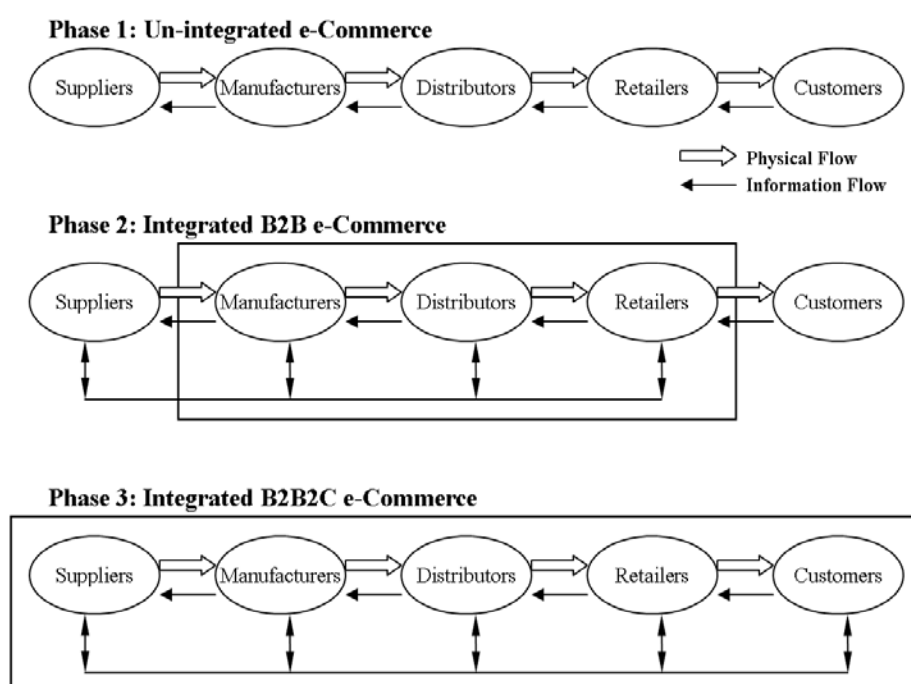 Phase 1: Un-integrated e-Commerce
Suppliers Manufacturers Distributors Retailers Customers
Physical Flow
Information Flow
Phase 2: Integrated B2B e-Commerce
Suppliers Manufacturers Distributors Retailers Customers
Phase 3: Integrated B2B2C e-Commerce
Suppliers Manufacturers Distributors Retailers Customers